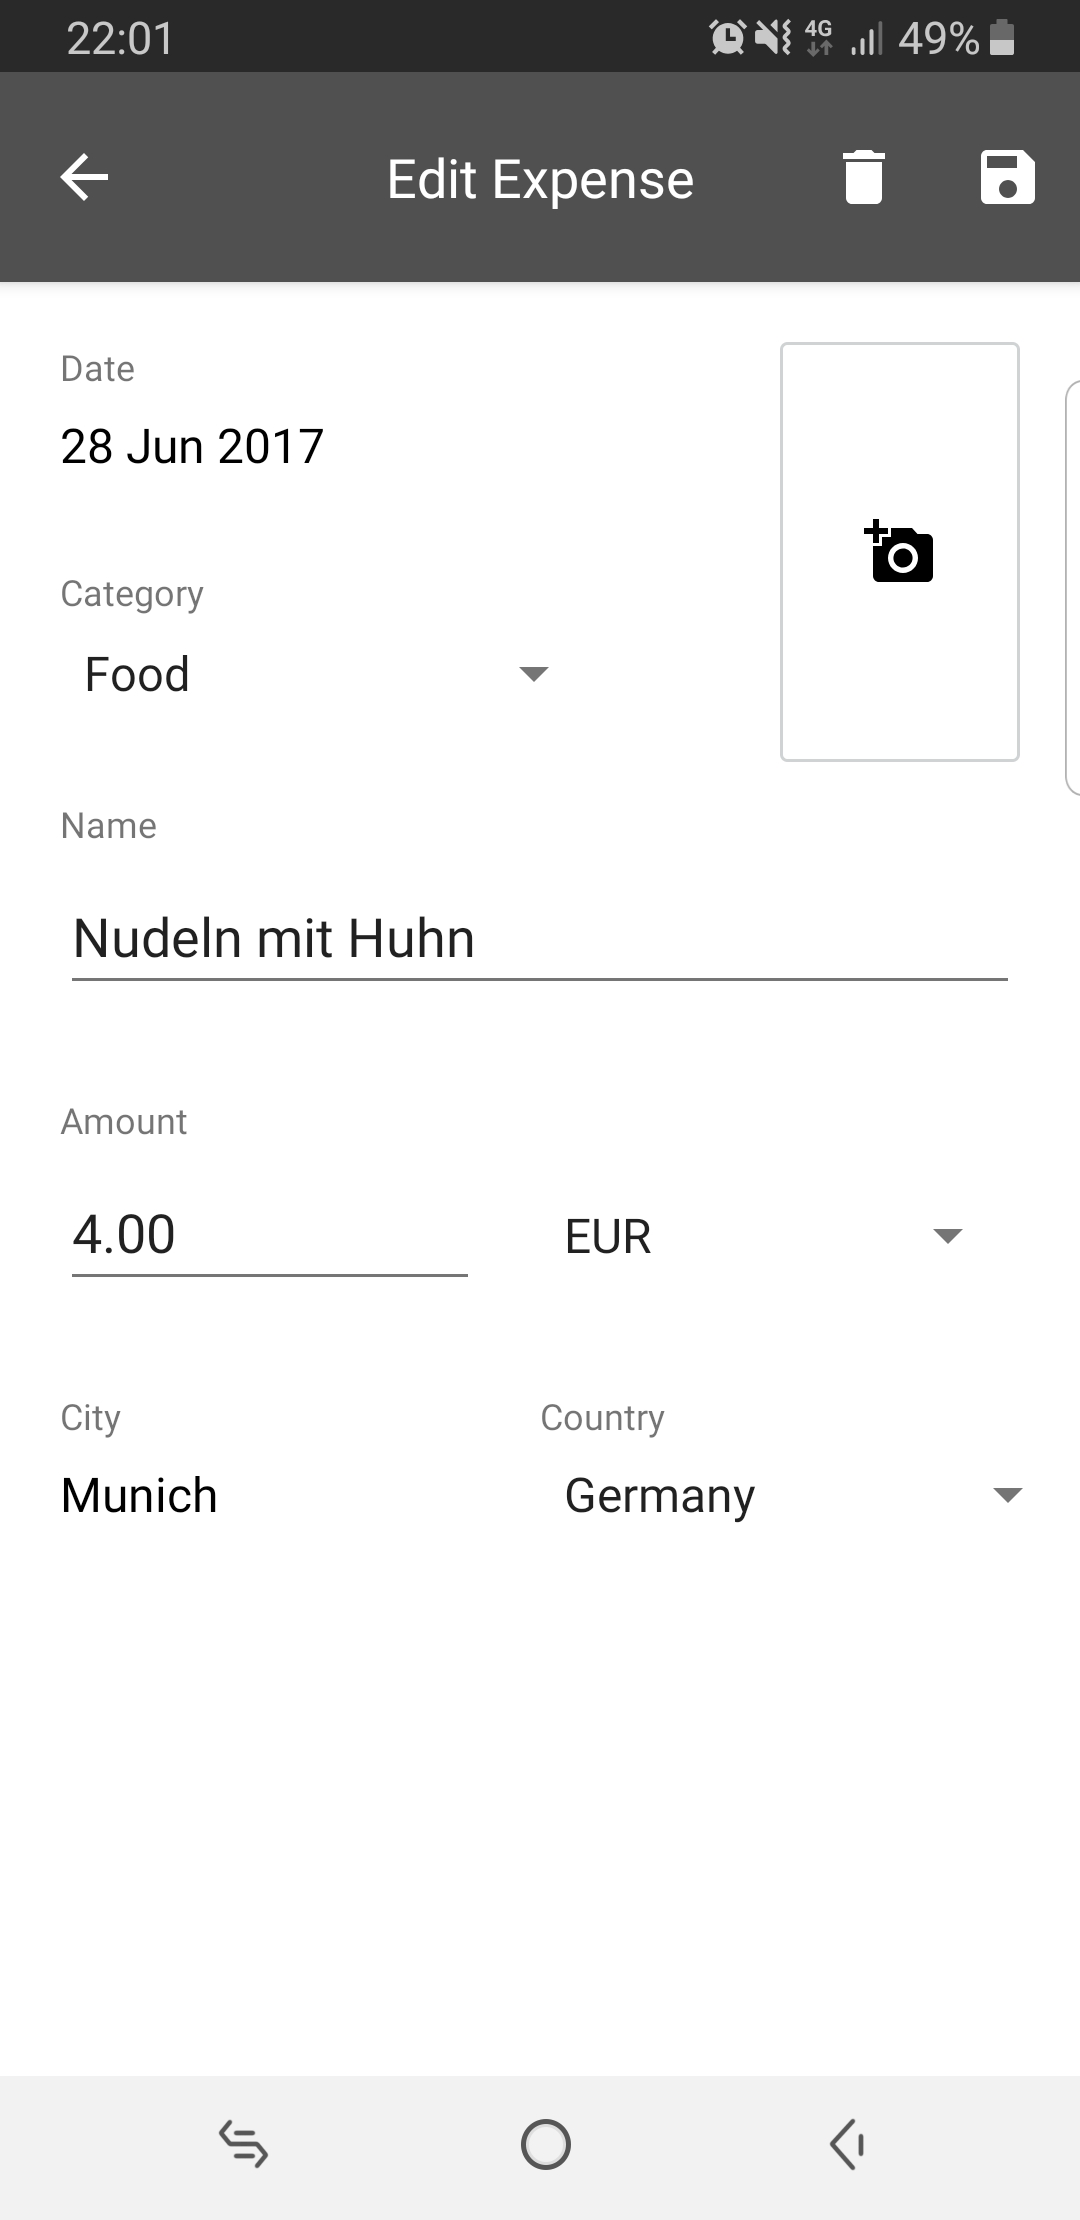 22:01
4G 49%
Edit Expense
Date
28 Jun 2017
Category
Food
Name
Nudeln mit Huhn
Amount
4.00 EUR
City Country
Munich Germany